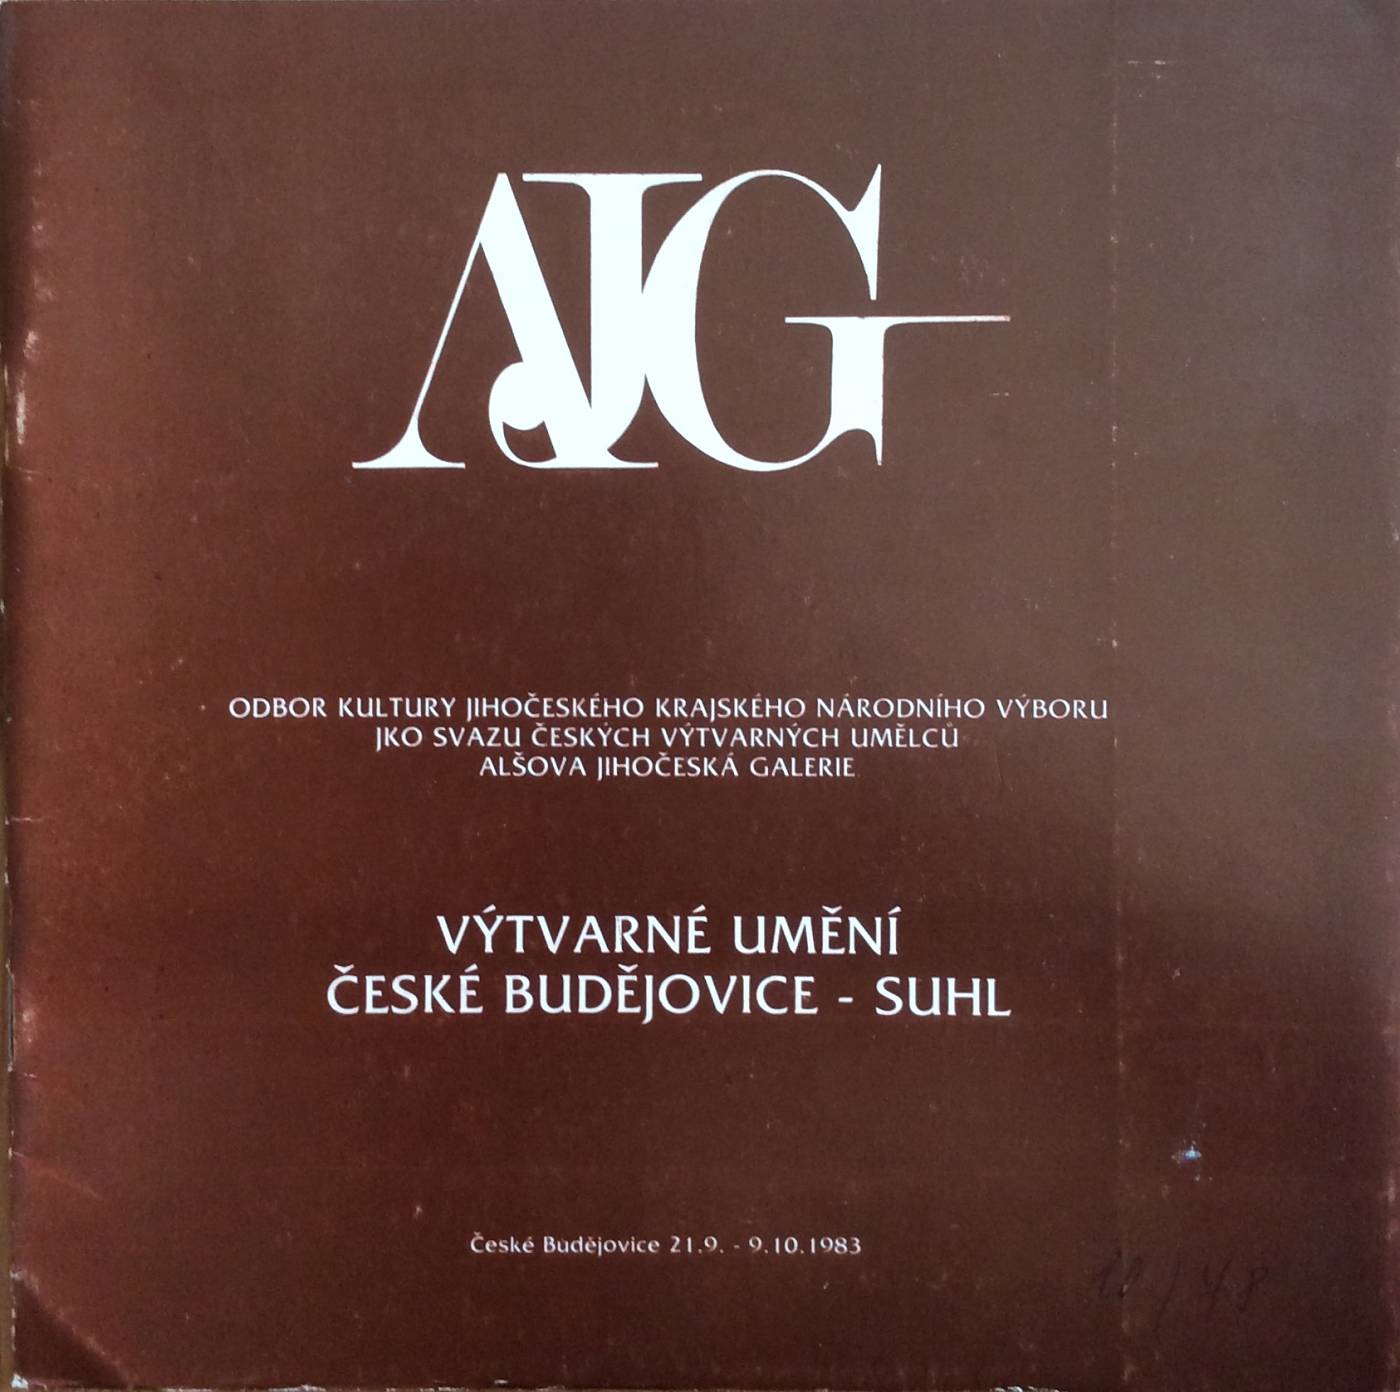 AJG
ODBOR KULTURY JIHOČESKÉHO KRAJSKÉHO NÁRODNÍHO VÝBORU
JKO SVAZU ČESKÝCH VÝTVARNÝCH UMĚLCŮ
ALŠOVA JIHOČESKÁ GALERIE
VÝTVARNÉ UMĚNÍ
ČESKÉ BUDĚJOVICE - SUHL
České Budějovice 21.9. - 9.10.1983